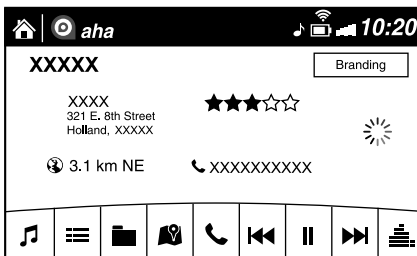 aha 10:20
XXXXX Branding
XXXX
321 E. 8th Street
Holland, XXXXX
3.1 km NE XXXXXXXXXX